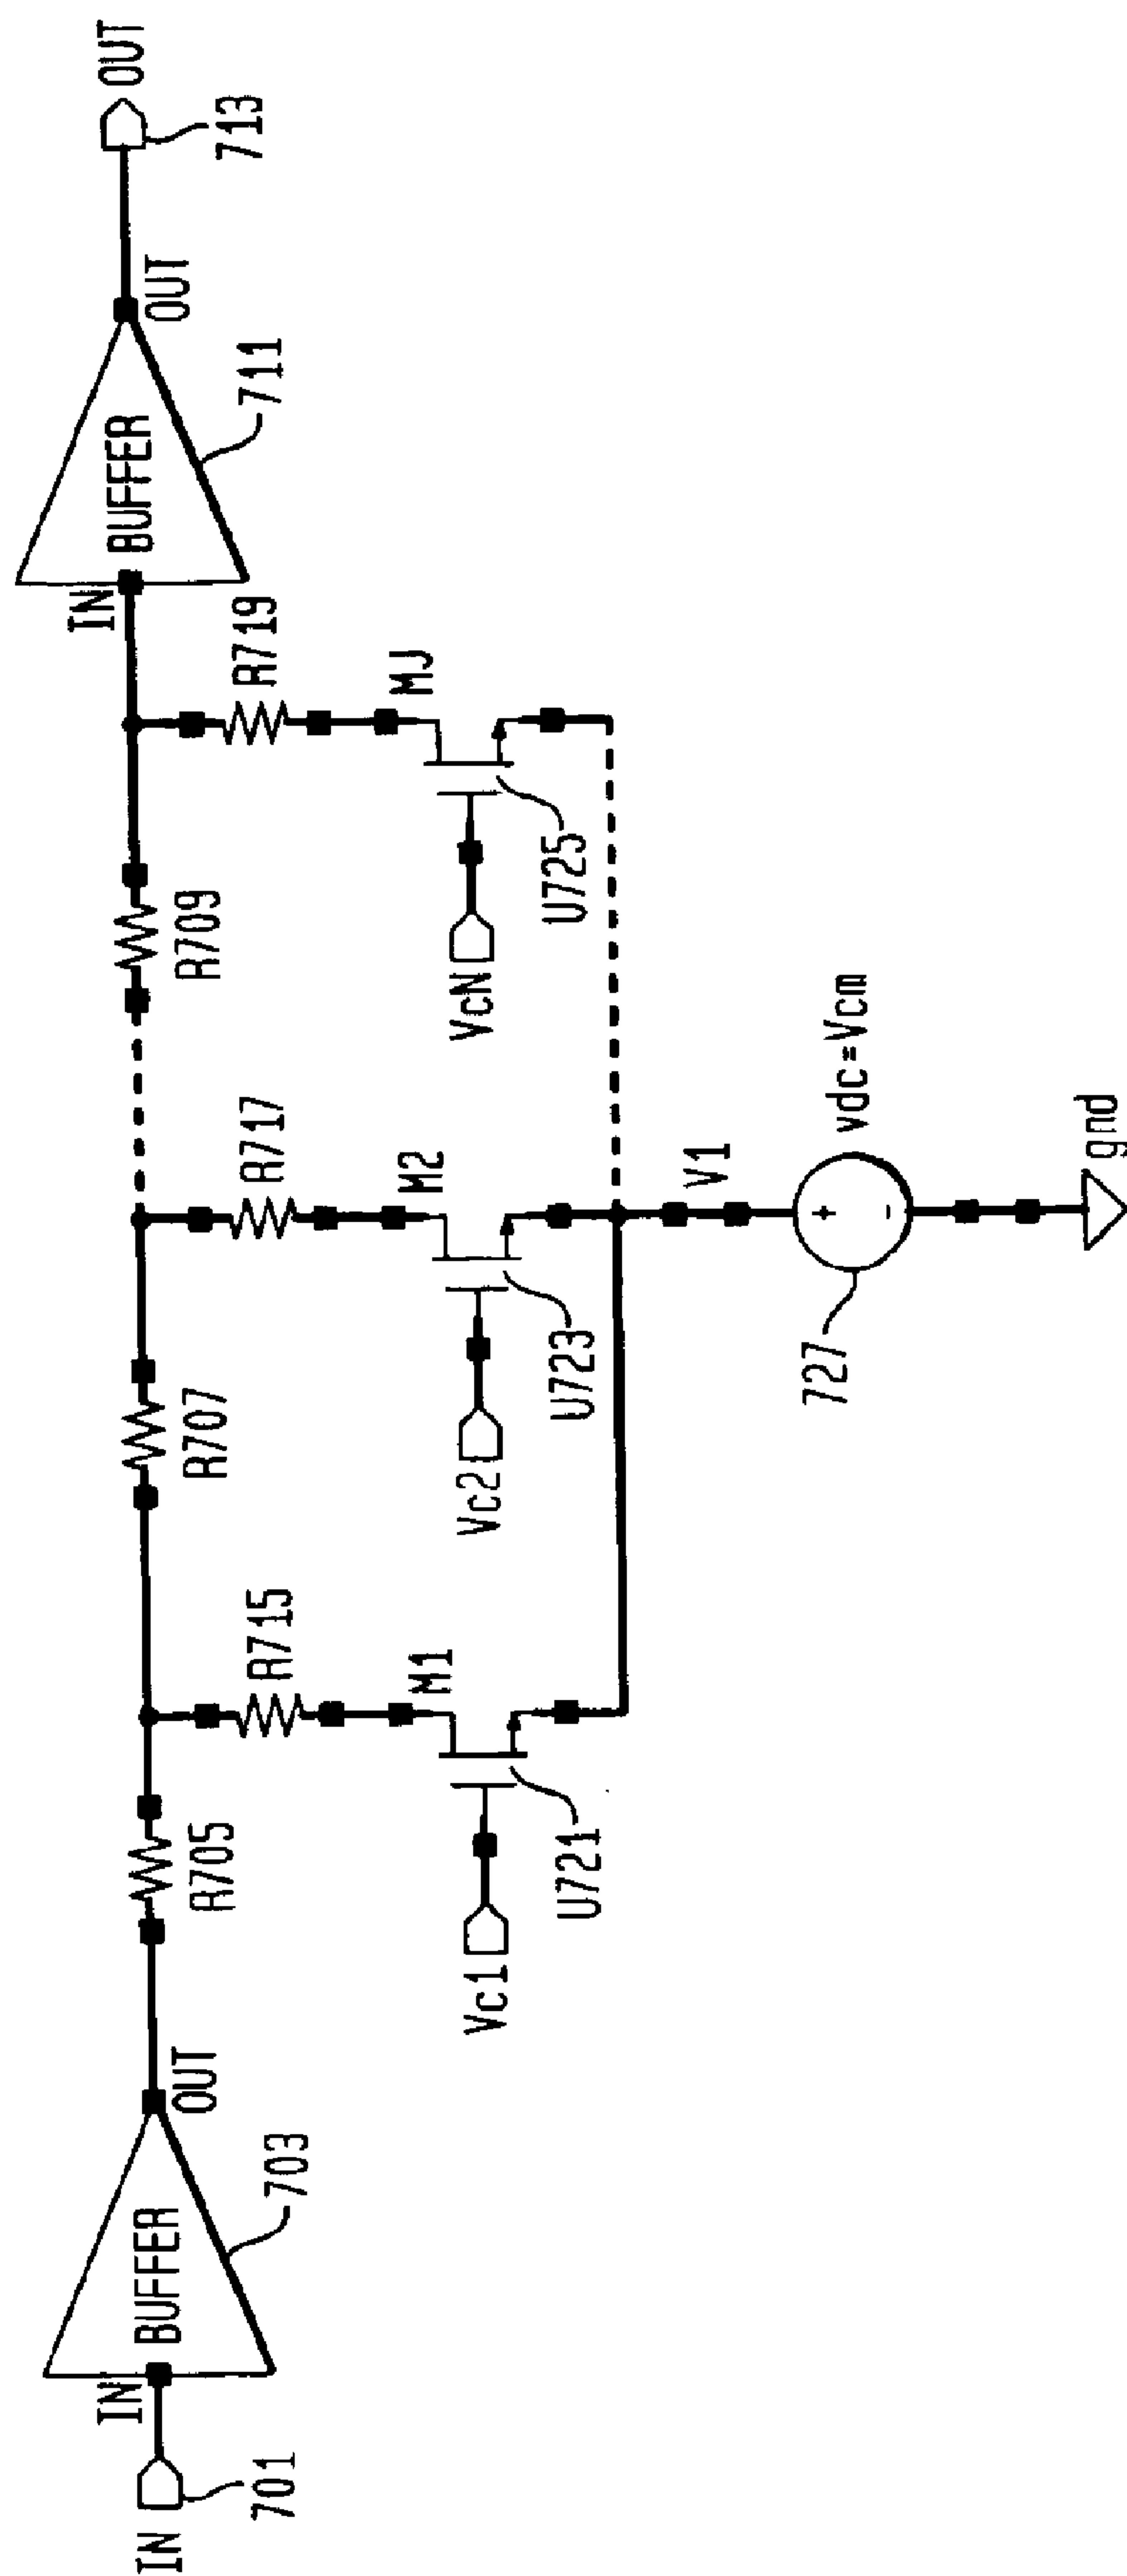 IN
701
IN
BUFFER
703
OUT
R705
R707
R709
IN
BUFFER
711
OUT
OUT
713
R715
R717
R719
M1
M2
MJ
Vc1
Vc2
VcN
U721
U723
U725
V1
vdc=Vcm
727
gnd